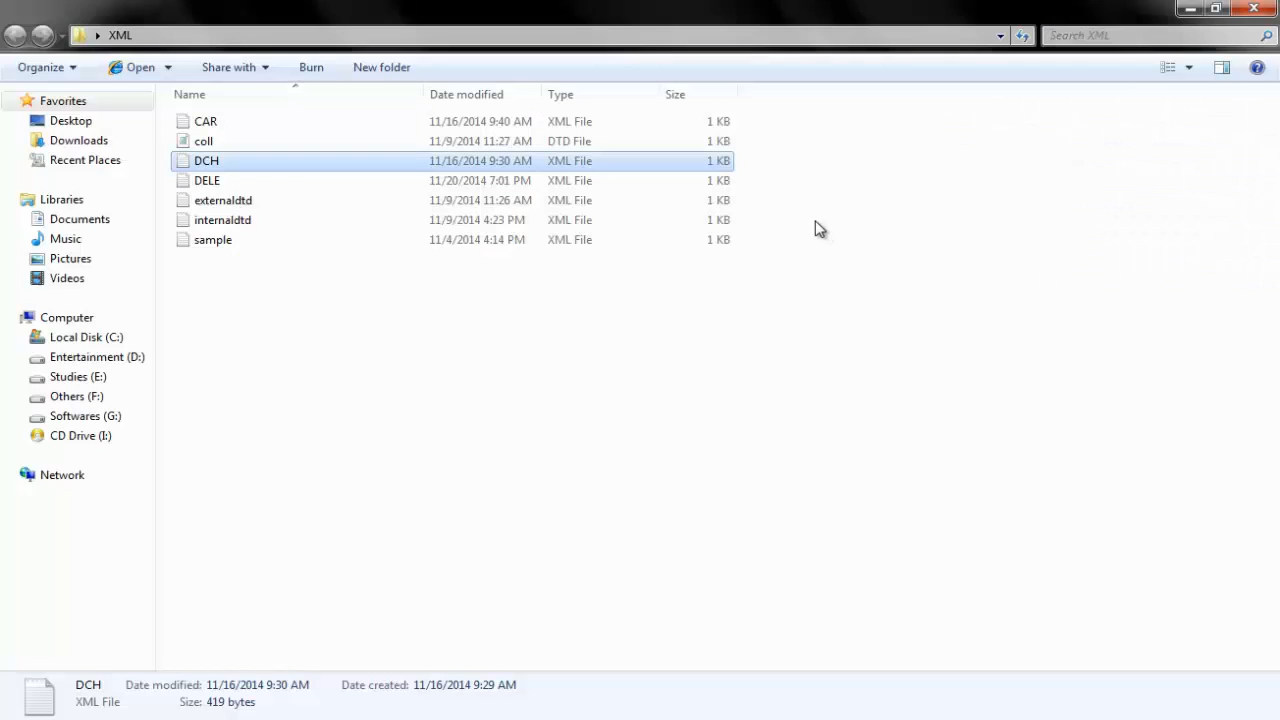 XML
Search XML
Organize Open Share with Burn New folder
Name Date modified Type Size
CAR 11/16/2014 9:40 AM XML File 1 KB
coll 11/9/2014 11:27 AM DTD File 1 KB
DCH 11/16/2014 9:30 AM XML File 1 KB
DELE 11/20/2014 7:01 PM XML File 1 KB
externaldtd 11/9/2014 11:26 AM XML File 1 KB
internaldtd 11/9/2014 4:23 PM XML File 1 KB
sample 11/4/2014 4:14 PM XML File 1 KB
Favorites
Desktop
Downloads
Recent Places
Libraries
Documents
Music
Pictures
Videos
Computer
Local Disk (C:)
Entertainment (D:)
Studies (E:)
Others (F:)
Softwares (G:)
CD Drive (I:)
Network
DCH Date modified: 11/16/2014 9:30 AM Date created: 11/16/2014 9:29 AM
XML File Size: 419 bytes